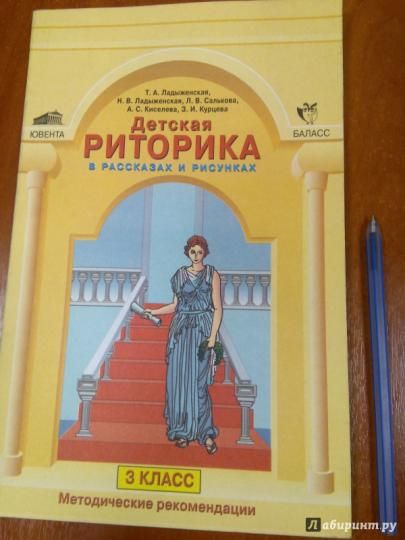 Т. А. Ладыженская,
Н. В. Ладыженская, Л. В. Салькова,
А. С. Киселева, З. И. Курцева
ЮВЕНТА
БАЛАСС
Детская
РИТОРИКА
В РАССКАЗАХ И РИСУНКАХ
3 КЛАСС
Методические рекомендации
Лабиринт.ру